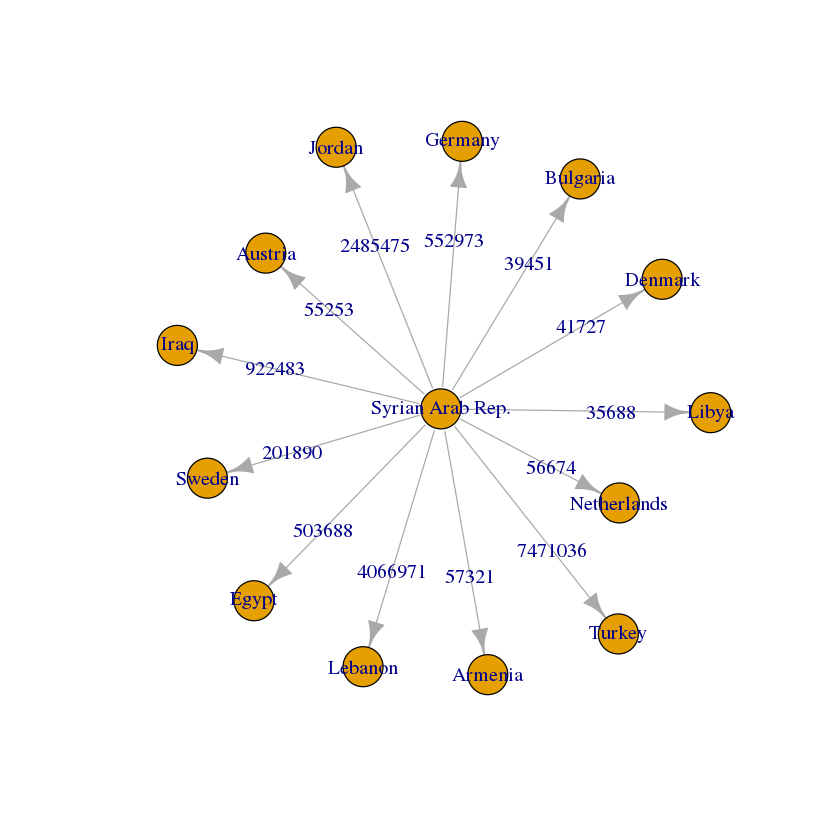 Germany
Jordan
Bulgaria
552973
2485475
Austria
39451
Denmark
55253
41727
Iraq
922483
Syrian Arab Rep.
35688
Libya
201890
56674
Sweden
Netherlands
503688
7471036
4066971
57321
Egypt
Turkey
Lebanon
Armenia